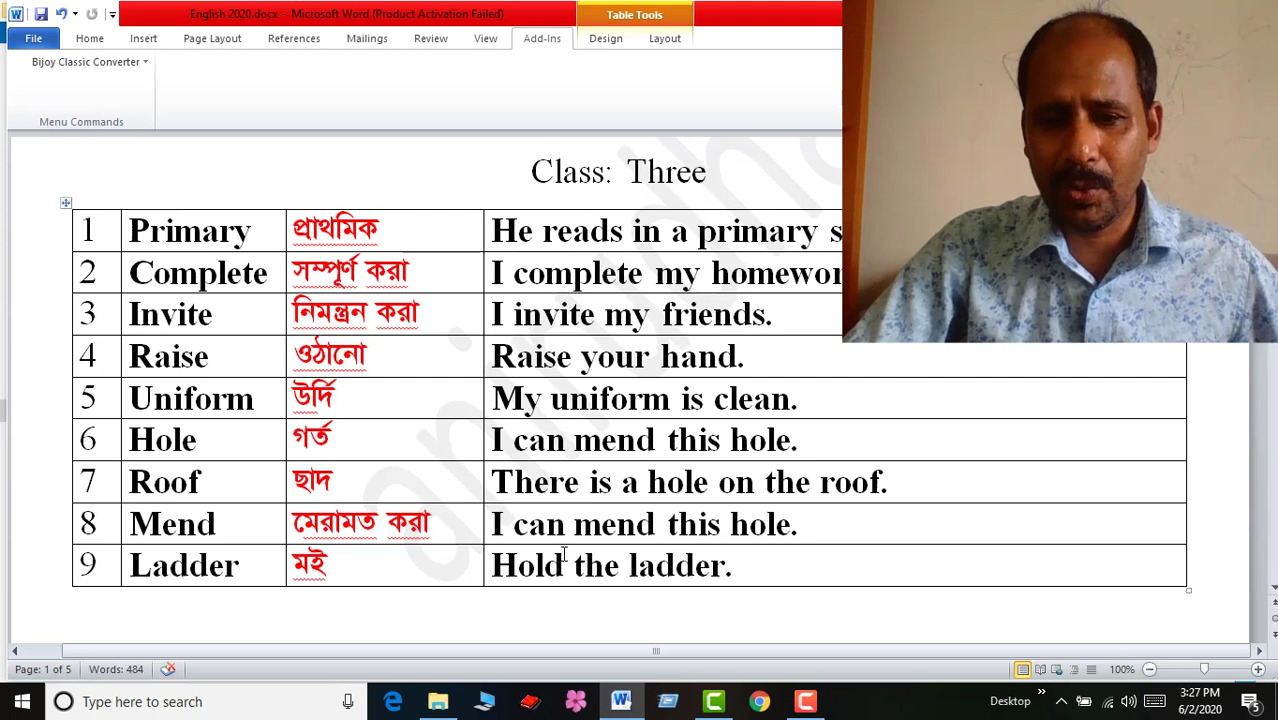 English 2020.docx - Microsoft Word (Product Activation Failed)
Table Tools
File Home Insert Page Layout References Mailings Review View Add-Ins Design Layout
Bijoy Classic Converter
Menu Commands
Class: Three
1 Primary প্রাথমিক He reads in a primary s
2 Complete সম্পূর্ণ করা I complete my homewor
3 Invite নিমন্ত্রন করা I invite my friends.
4 Raise ওঠানো Raise your hand.
5 Uniform উর্দি My uniform is clean.
6 Hole গর্ত I can mend this hole.
7 Roof ছাদ There is a hole on the roof.
8 Mend মেরামত করা I can mend this hole.
9 Ladder মই Hold the ladder.
Page: 1 of 5 Words: 484 100%
Type here to search Desktop 3:27 PM
6/2/2020 5